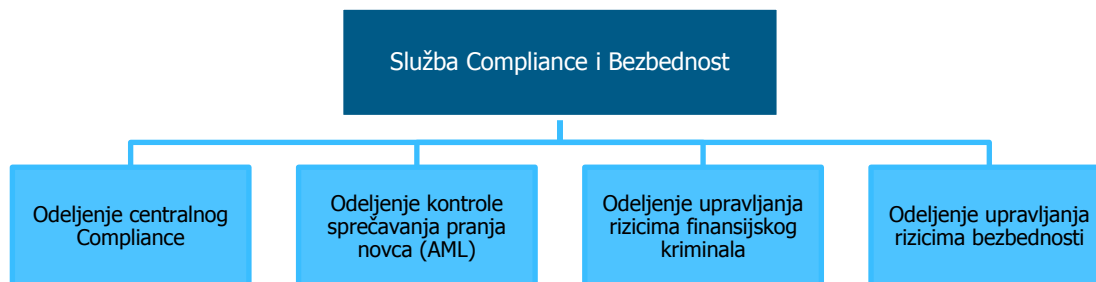 Služba Compliance i Bezbednost
Odeljenje centralnog
Compliance
Odeljenje kontrole
sprečavanja pranja
novca (AML)
Odeljenje upravljanja
rizicima finansijskog
kriminala
Odeljenje upravljanja
rizicima bezbednosti